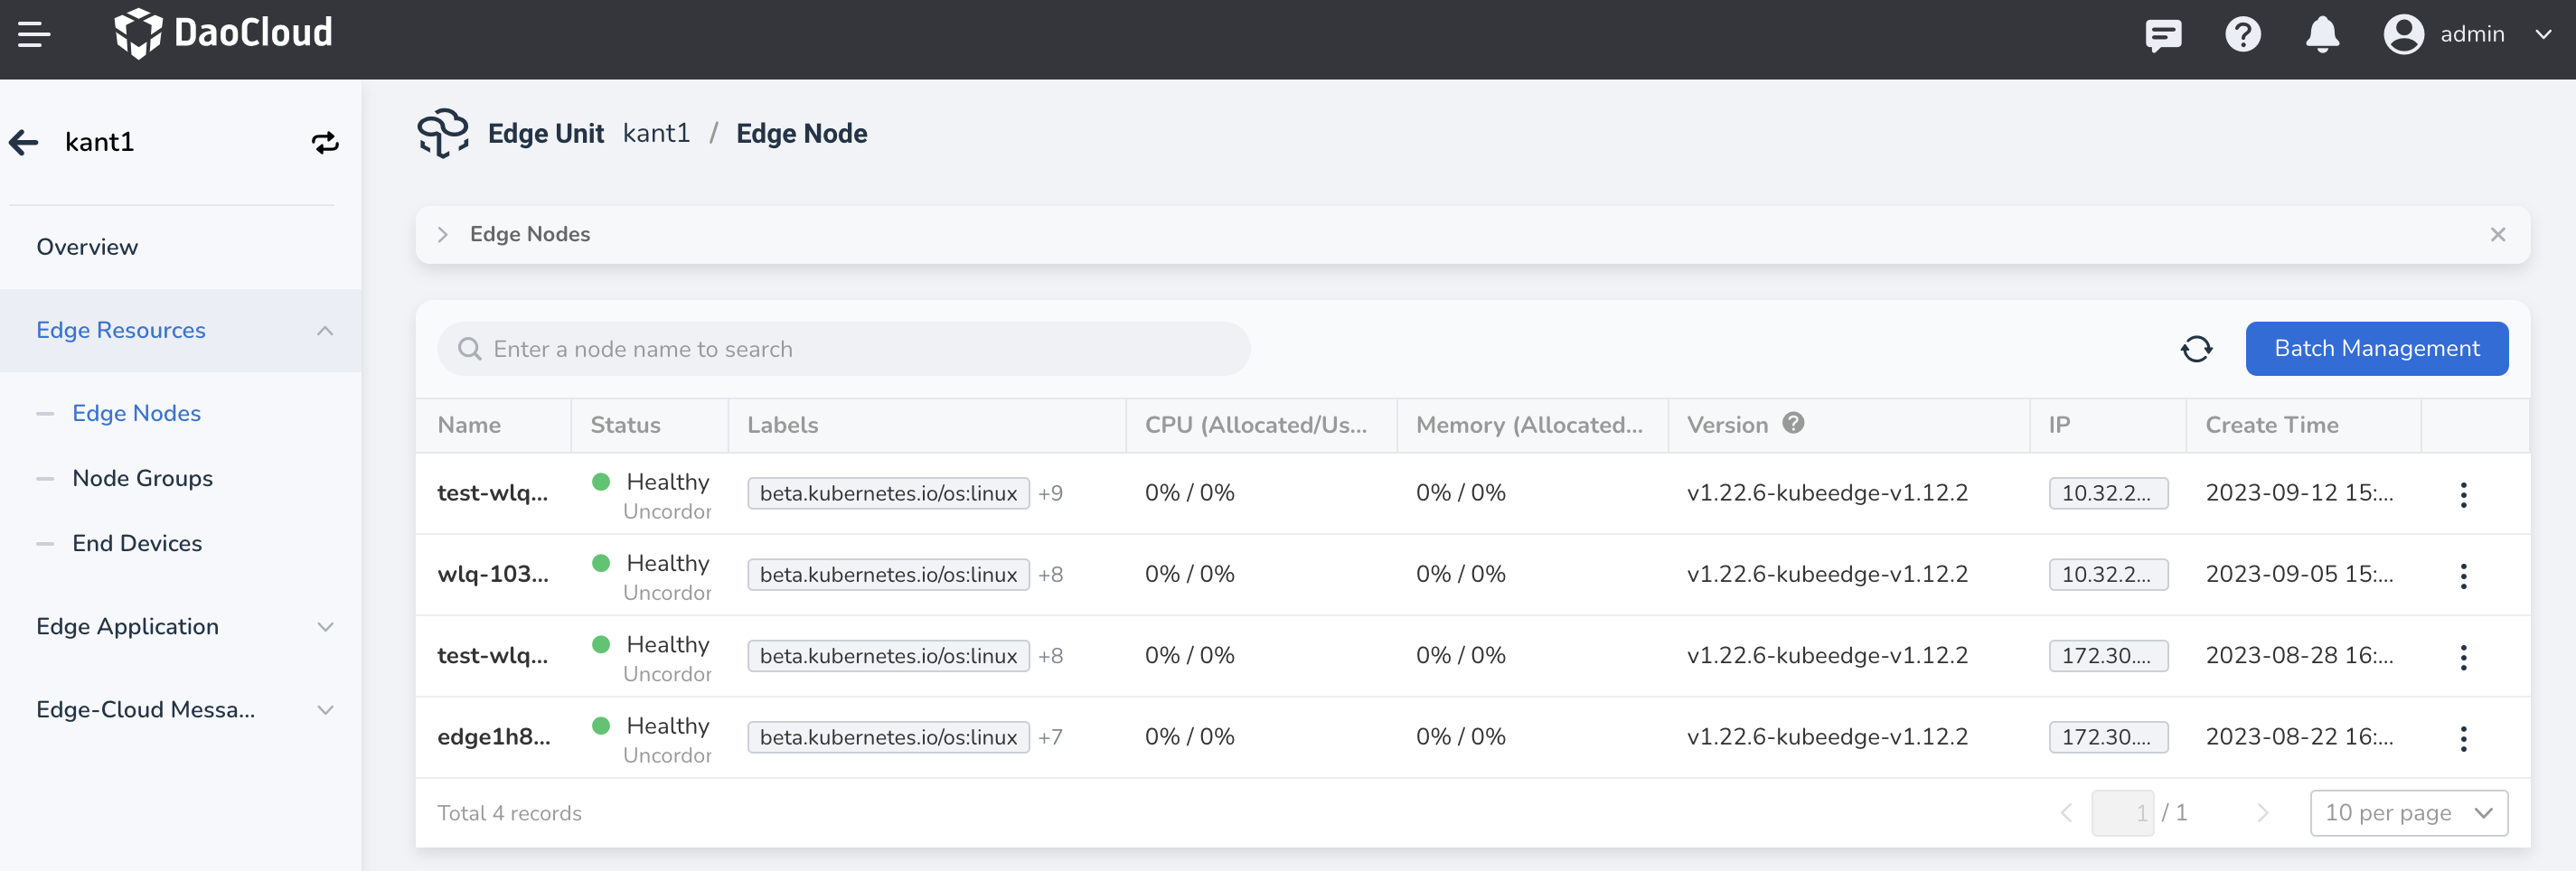 DaoCloud
admin
kant1
Overview
Edge Resources
Edge Nodes
Node Groups
End Devices
Edge Application
Edge-Cloud Messa...
Edge Unit kant1 / Edge Node
Edge Nodes
Enter a node name to search
Batch Management
Name Status Labels CPU (Allocated/Us... Memory (Allocated... Version IP Create Time
test-wlq... Healthy beta.kubernetes.io/os:linux +9 0% / 0% 0% / 0% v1.22.6-kubeedge-v1.12.2 10.32.2... 2023-09-12 15:...
Uncordor
wlq-103... Healthy beta.kubernetes.io/os:linux +8 0% / 0% 0% / 0% v1.22.6-kubeedge-v1.12.2 10.32.2... 2023-09-05 15:...
Uncordor
test-wlq... Healthy beta.kubernetes.io/os:linux +8 0% / 0% 0% / 0% v1.22.6-kubeedge-v1.12.2 172.30.... 2023-08-28 16:...
Uncordor
edge1h8... Healthy beta.kubernetes.io/os:linux +7 0% / 0% 0% / 0% v1.22.6-kubeedge-v1.12.2 172.30.... 2023-08-22 16:...
Uncordor
Total 4 records
1 / 1
10 per page